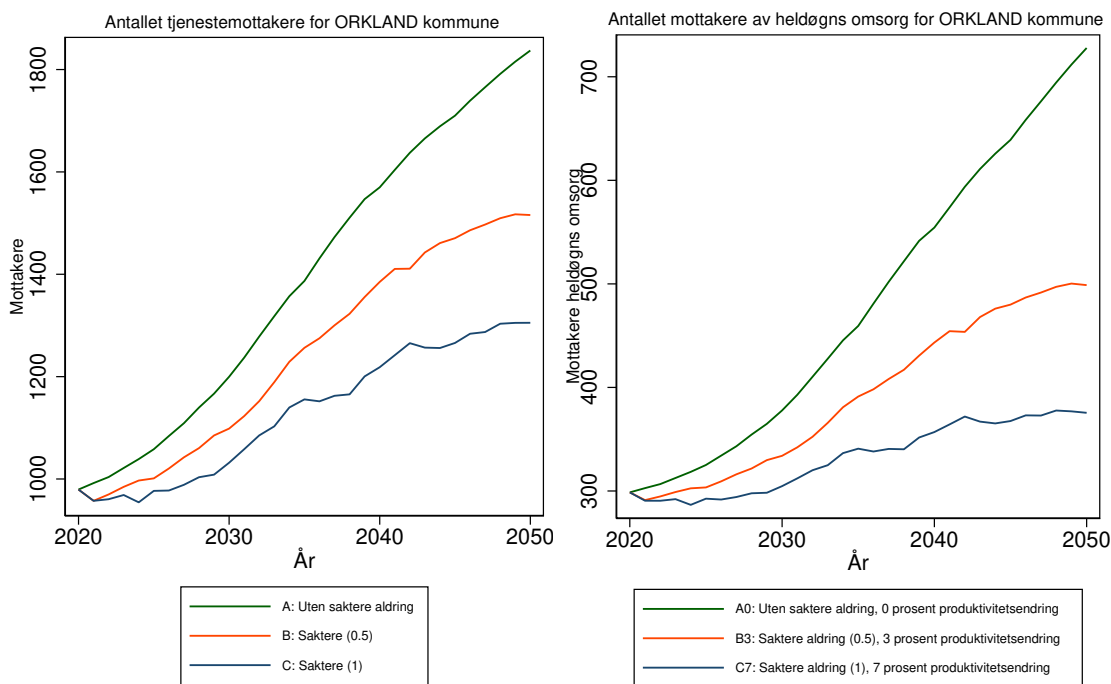 Antallet tjenestemottakere for ORKLAND kommune
Mottakere
1800
1600
1400
1200
1000
2020 2030 2040 2050
År
A: Uten saktere aldring
B: Saktere (0.5)
C: Saktere (1)
Antallet mottakere av heldøgns omsorg for ORKLAND kommune
Mottakere heldøgns omsorg
700
600
500
400
300
2020 2030 2040 2050
År
A0: Uten saktere aldring, 0 prosent produktivitetsendring
B3: Saktere aldring (0.5), 3 prosent produktivitetsendring
C7: Saktere aldring (1), 7 prosent produktivitetsendring